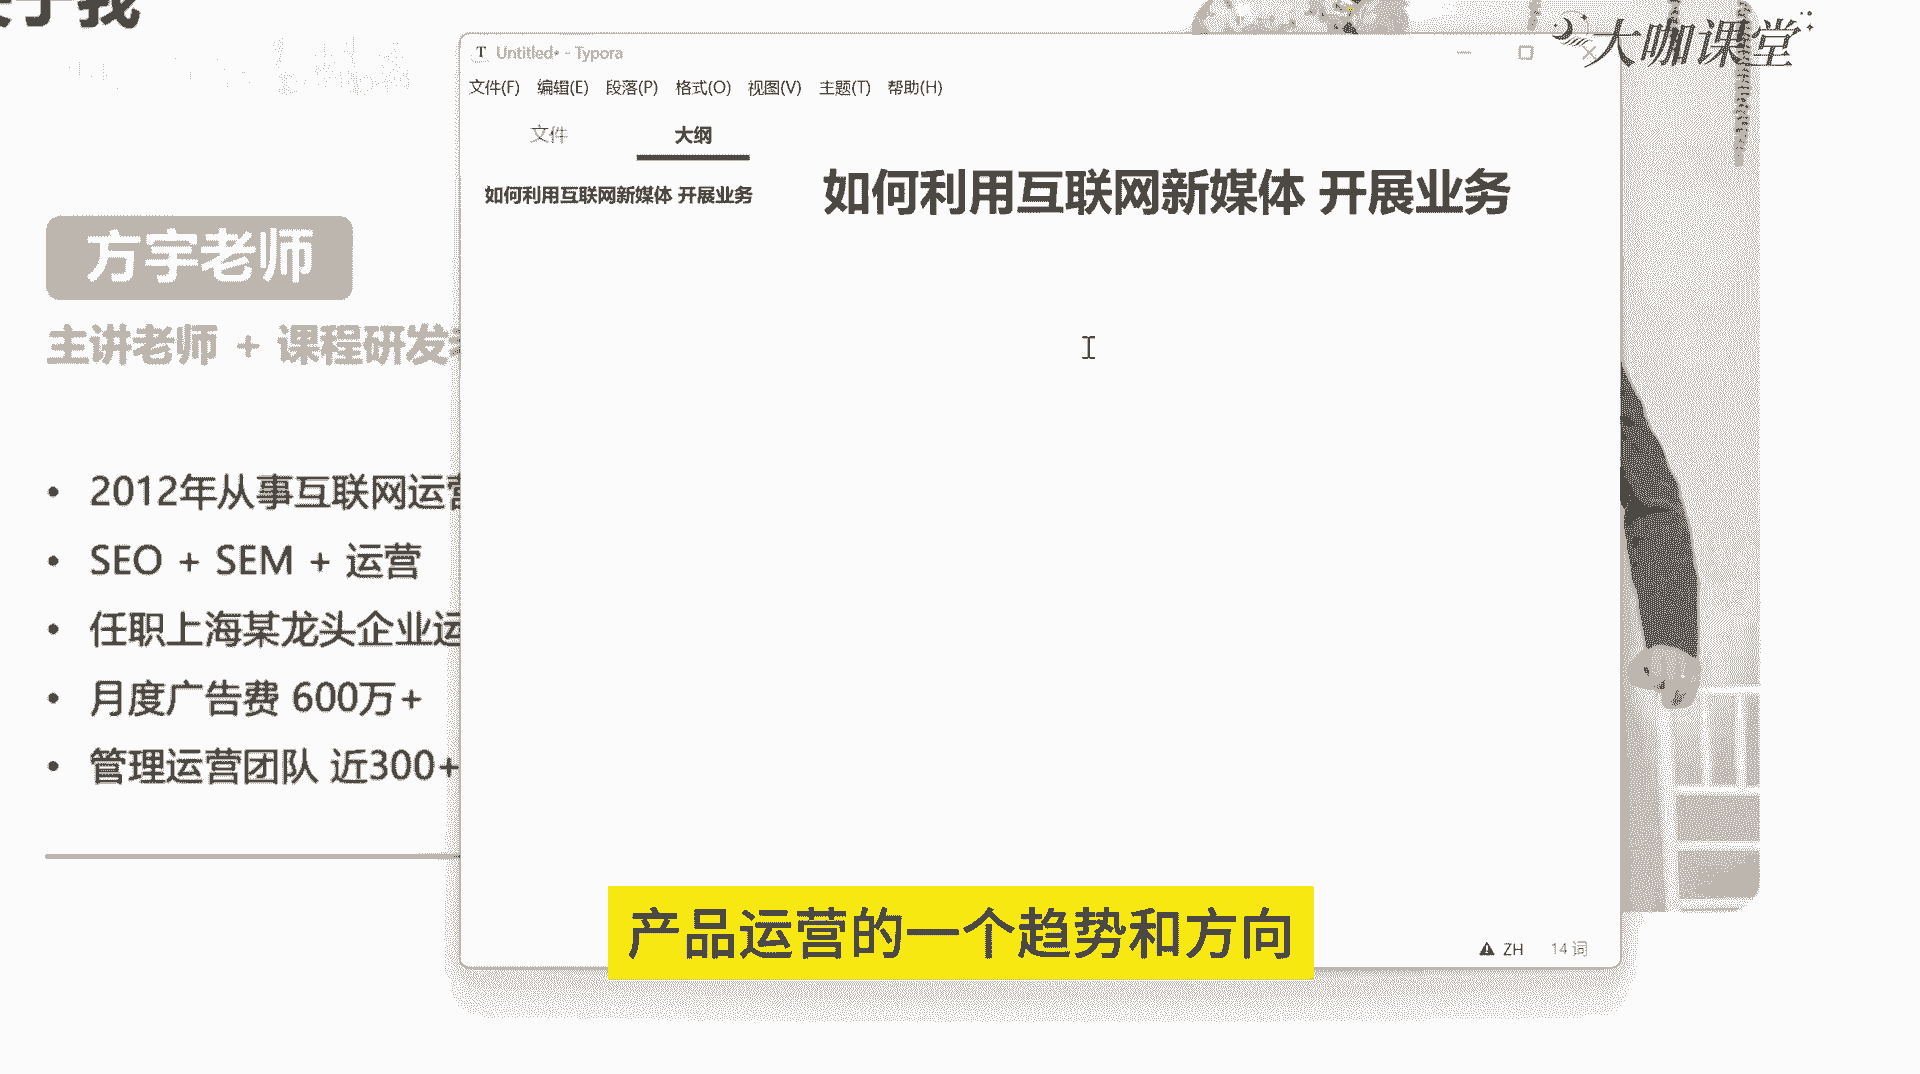 于我
大咖课堂
Untitled• - Typora
文件(F) 编辑(E) 段落(P) 格式(O) 视图(V) 主题(T) 帮助(H)
文件 大纲
如何利用互联网新媒体 开展业务
如何利用互联网新媒体 开展业务
方宇老师
主讲老师 + 课程研发
2012年从事互联网运营
SEO + SEM + 运营
任职上海某龙头企业运
月度广告费 600万+
管理运营团队 近300+
产品运营的一个趋势和方向
ZH 14 词